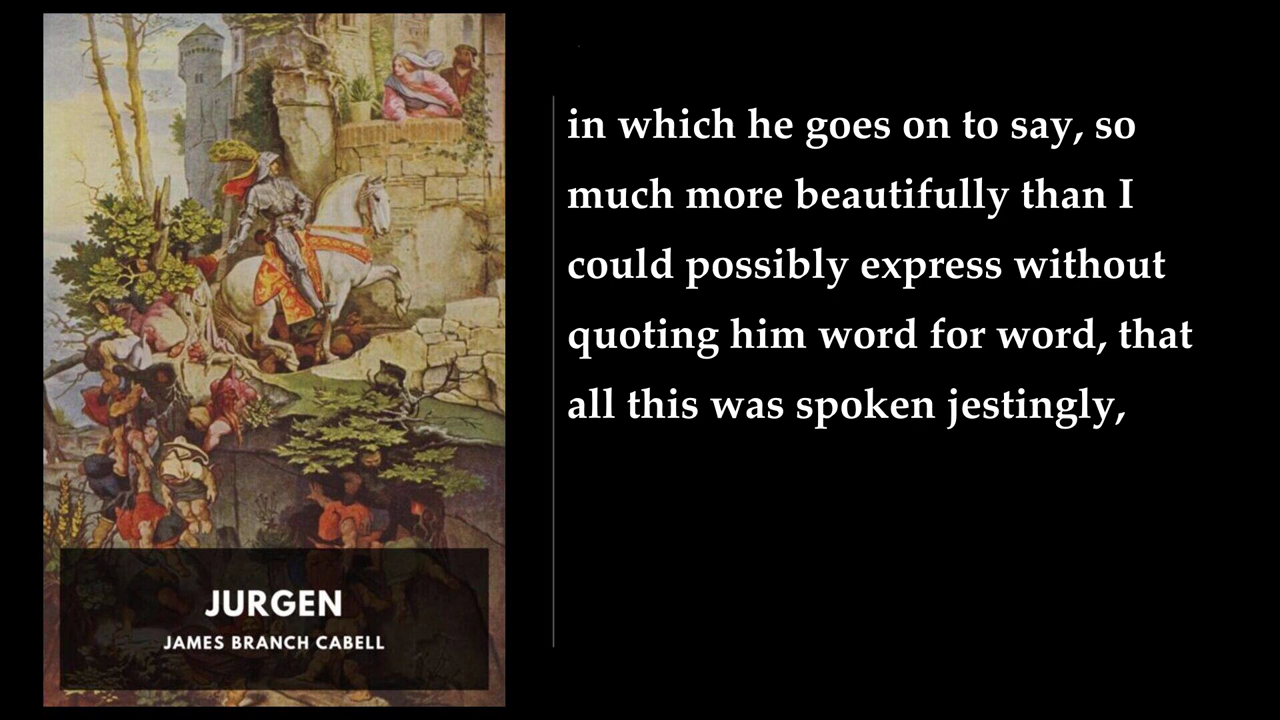 in which he goes on to say, so
much more beautifully than I
could possibly express without
quoting him word for word, that
all this was spoken jestingly,
JURGEN
JAMES BRANCH CABELL